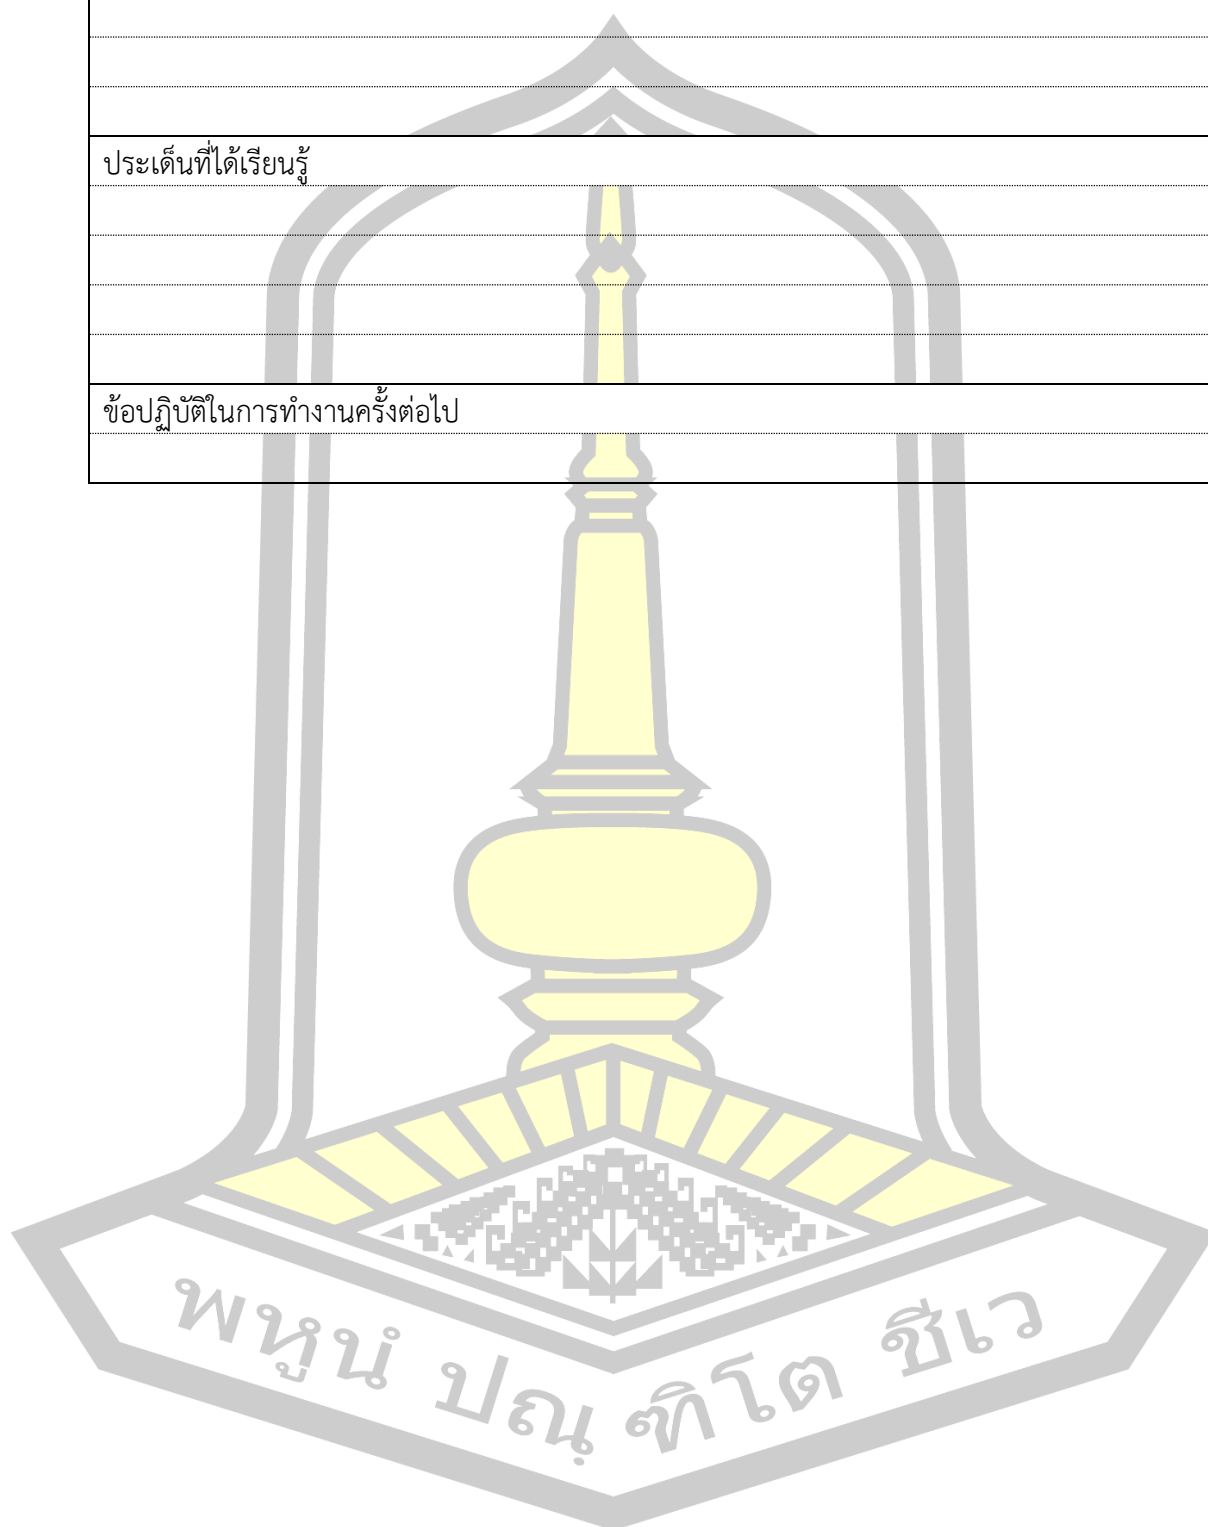 ประเด็นที่ได้เรียนรู้
ข้อปฏิบัติในการทำงานครั้งต่อไป
พหูนํ ปณฺฑิโต ชีเว